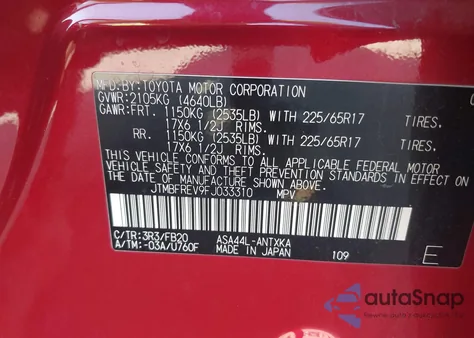 MFD.BY:TOYOTA MOTOR CORPORATION
GVWR:2105KG (4640LB)
GAWR:FRT. 1150KG (2535LB) WITH 225/65R17 TIRES,
17X6 1/2J RIMS.
RR. 1150KG (2535LB) WITH 225/65R17 TIRES,
17X6 1/2J RIMS.
THIS VEHICLE CONFORMS TO ALL APPLICABLE FEDERAL MOTOR
VEHICLE SAFETY STANDARDS IN EFFECT ON THE DATE OF
MANUFACTURE SHOWN ABOVE.
JTMBFREV9FJ033310 MPV
C/TR:3R3/FB20 ASA44L-ANTXKA
A/TM:-03A/U760F MADE IN JAPAN 109 E
autoSnap